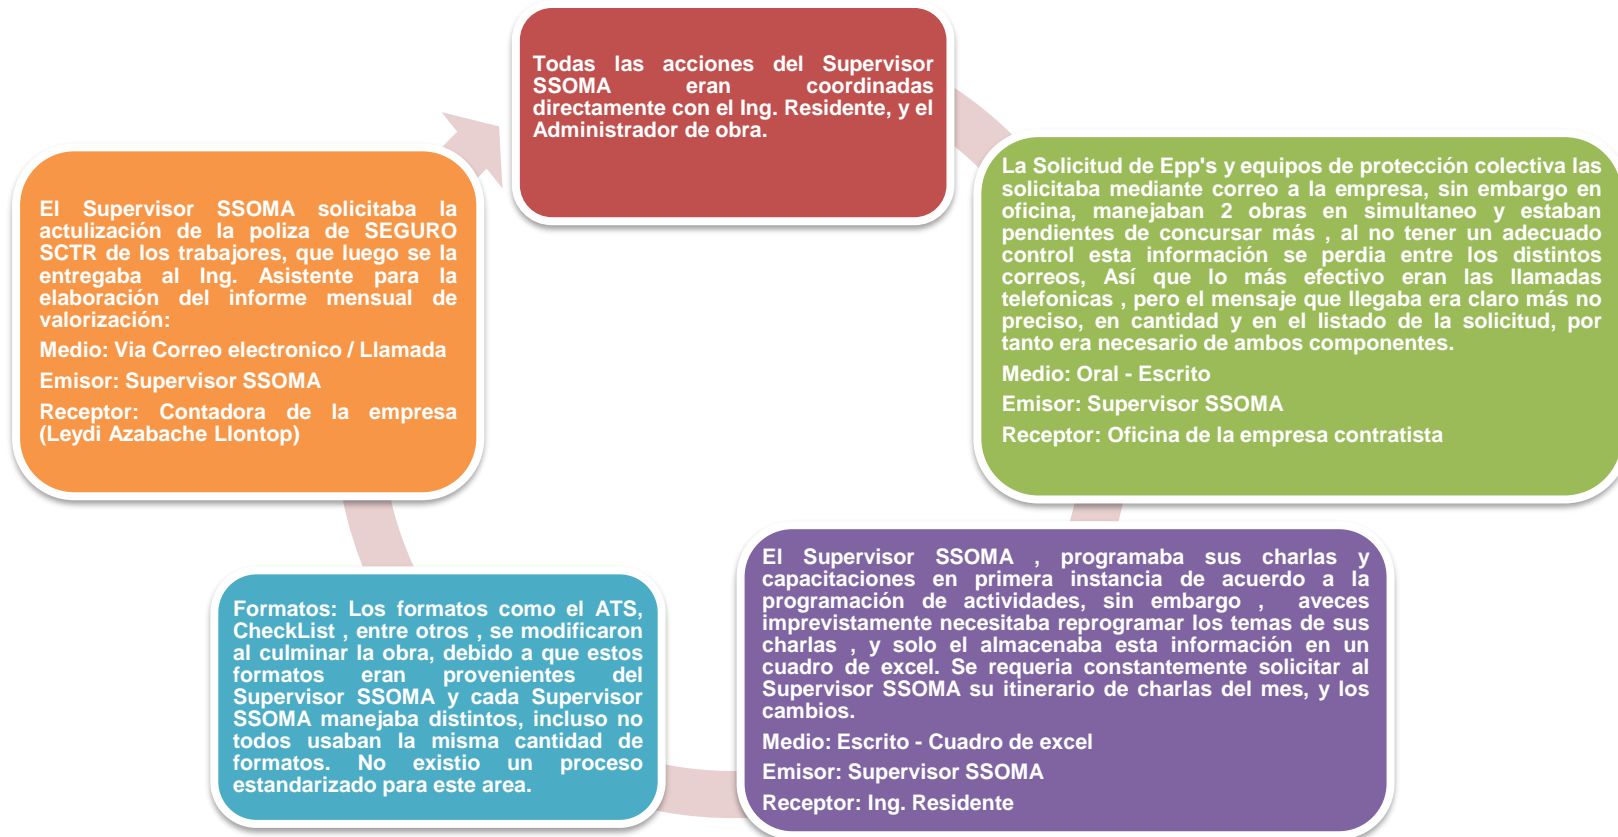 Todas las acciones del Supervisor
SSOMA eran coordinadas
directamente con el Ing. Residente, y el
Administrador de obra.
La Solicitud de Epp's y equipos de protección colectiva las
solicitaba mediante correo a la empresa, sin embargo en
oficina, manejaban 2 obras en simultaneo y estaban
pendientes de concursar más , al no tener un adecuado
control esta información se perdia entre los distintos
correos, Así que lo más efectivo eran las llamadas
telefonicas , pero el mensaje que llegaba era claro más no
preciso, en cantidad y en el listado de la solicitud, por
tanto era necesario de ambos componentes.
Medio: Oral - Escrito
Emisor: Supervisor SSOMA
Receptor: Oficina de la empresa contratista
El Supervisor SSOMA , programaba sus charlas y
capacitaciones en primera instancia de acuerdo a la
programación de actividades, sin embargo , aveces
imprevistamente necesitaba reprogramar los temas de sus
charlas , y solo el almacenaba esta información en un
cuadro de excel. Se requeria constantemente solicitar al
Supervisor SSOMA su itinerario de charlas del mes, y los
cambios.
Medio: Escrito - Cuadro de excel
Emisor: Supervisor SSOMA
Receptor: Ing. Residente
Formatos: Los formatos como el ATS,
CheckList , entre otros , se modificaron
al culminar la obra, debido a que estos
formatos eran provenientes del
Supervisor SSOMA y cada Supervisor
SSOMA manejaba distintos, incluso no
todos usaban la misma cantidad de
formatos. No existio un proceso
estandarizado para este area.
El Supervisor SSOMA solicitaba la
actulización de la poliza de SEGURO
SCTR de los trabajores, que luego se la
entregaba al Ing. Asistente para la
elaboración del informe mensual de
valorización:
Medio: Via Correo electronico / Llamada
Emisor: Supervisor SSOMA
Receptor: Contadora de la empresa
(Leydi Azabache Llontop)